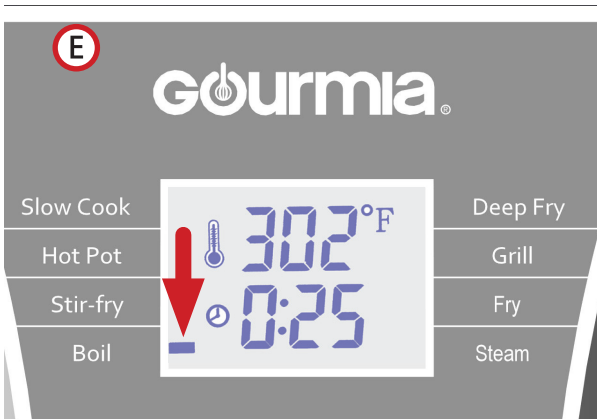 E
Gourmia®
Slow Cook
Hot Pot
Stir-fry
Boil
302°F
0:25
Deep Fry
Grill
Fry
Steam